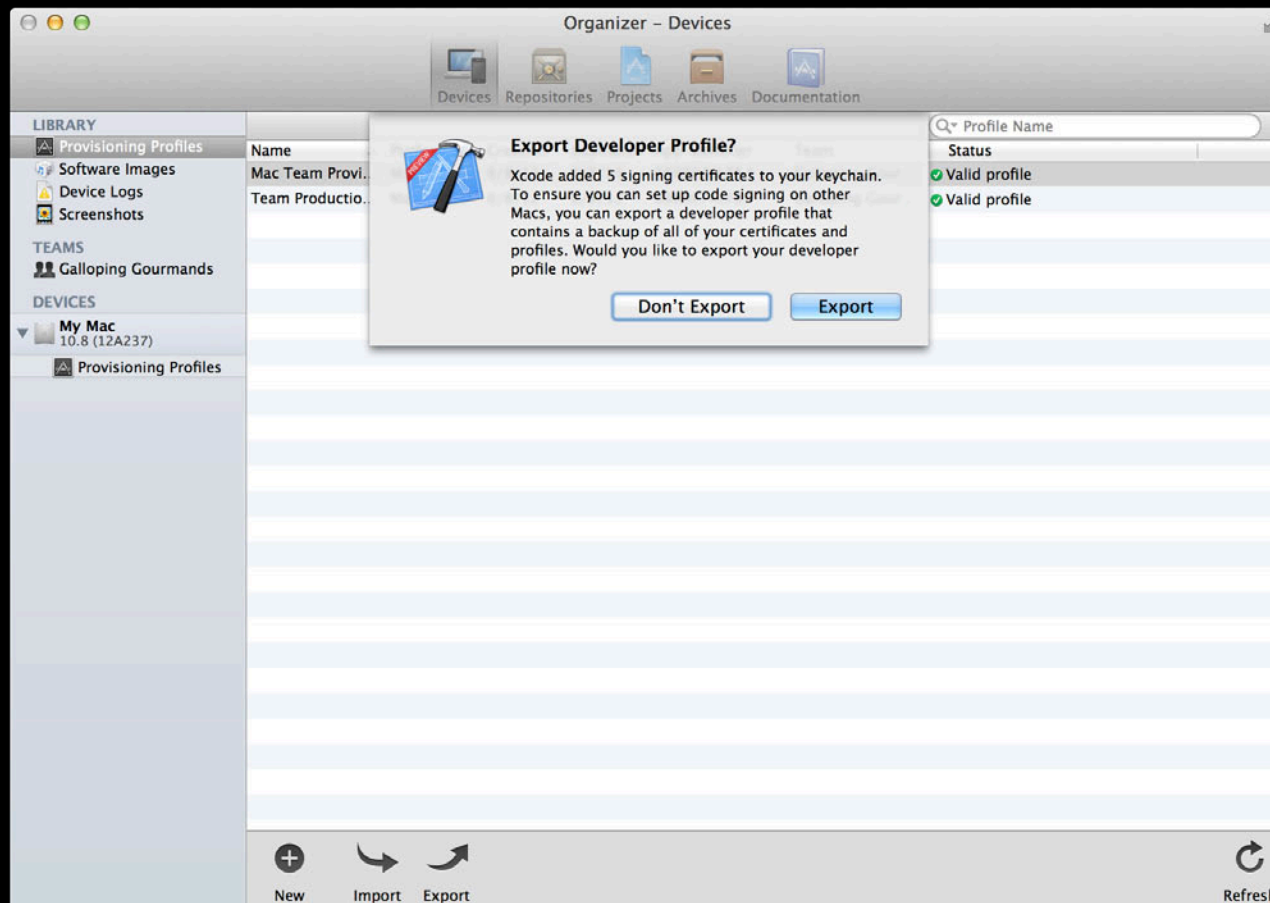 Organizer – Devices
Devices
Repositories
Projects
Archives
Documentation
LIBRARY
Provisioning Profiles
Software Images
Device Logs
Screenshots
TEAMS
Galloping Gourmands
DEVICES
My Mac
10.8 (12A237)
Provisioning Profiles
Profile Name
Name
Status
Mac Team Provi..
Valid profile
Team Productio..
Valid profile
PREVIEW
Export Developer Profile?
Xcode added 5 signing certificates to your keychain.
To ensure you can set up code signing on other
Macs, you can export a developer profile that
contains a backup of all of your certificates and
profiles. Would you like to export your developer
profile now?
Don't Export
Export
New
Import
Export
Refresh